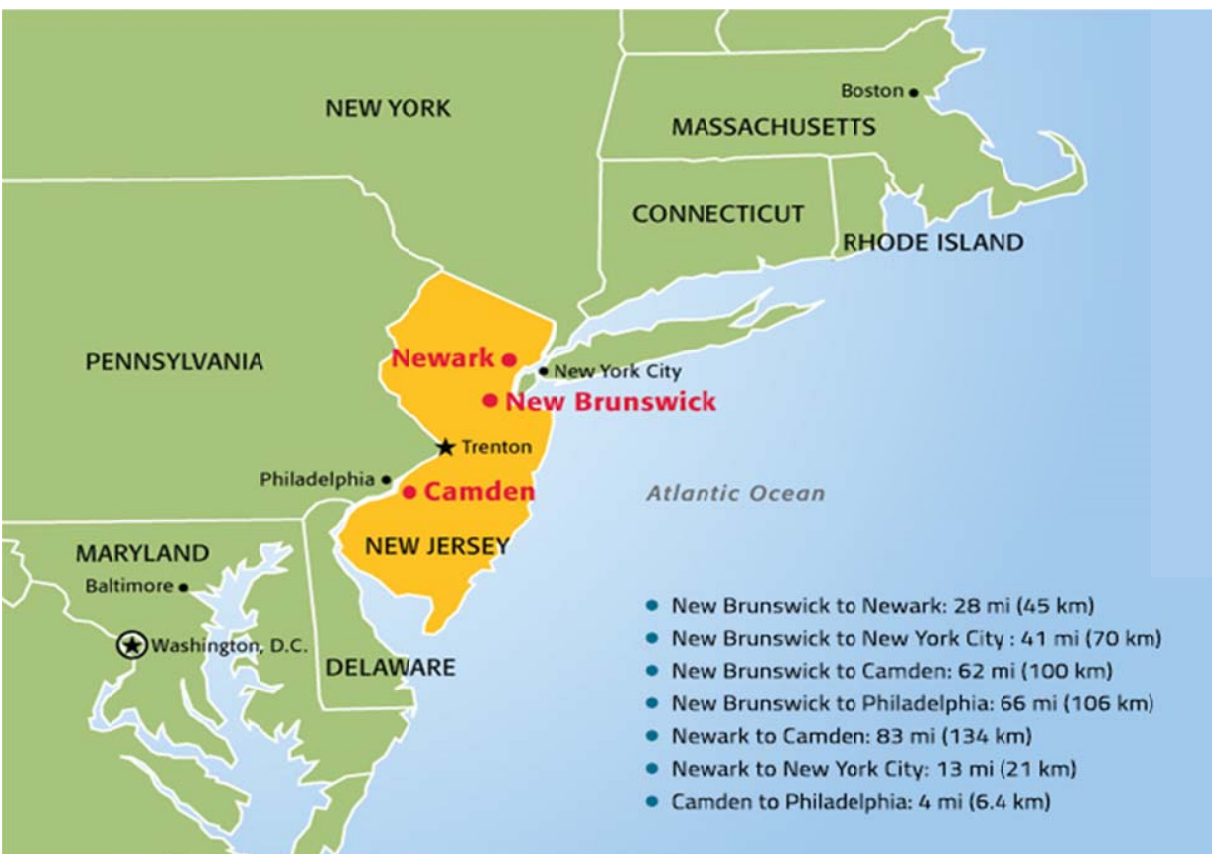 NEW YORK
Boston
MASSACHUSETTS
CONNECTICUT
RHODE ISLAND
PENNSYLVANIA
Newark
New York City
New Brunswick
Trenton
Philadelphia
Camden
Atlantic Ocean
NEW JERSEY
MARYLAND
Baltimore
Washington, D.C.
DELAWARE
• New Brunswick to Newark: 28 mi (45 km)
• New Brunswick to New York City : 41 mi (70 km)
• New Brunswick to Camden: 62 mi (100 km)
• New Brunswick to Philadelphia: 66 mi (106 km)
• Newark to Camden: 83 mi (134 km)
• Newark to New York City: 13 mi (21 km)
• Camden to Philadelphia: 4 mi (6.4 km)